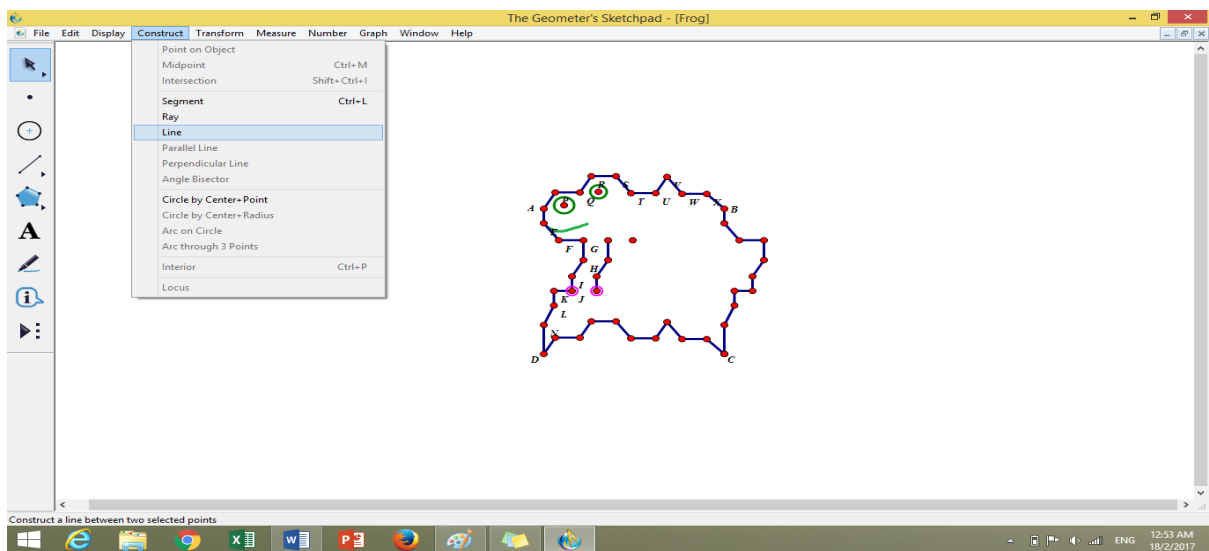 The Geometer's Sketchpad - [Frog]
File Edit Display Construct Transform Measure Number Graph Window Help
Point on Object
Midpoint Ctrl+M
Intersection Shift+Ctrl+I
Segment Ctrl+L
Ray
Line
Parallel Line
Perpendicular Line
Angle Bisector
Circle by Center+Point
Circle by Center+Radius
Arc on Circle
Arc through 3 Points
Interior Ctrl+P
Locus
A
R S V
P Q T U W X B
E
F G
H
I
K J
L
N
D C
Construct a line between two selected points
ENG
12:53 AM
18/2/2017